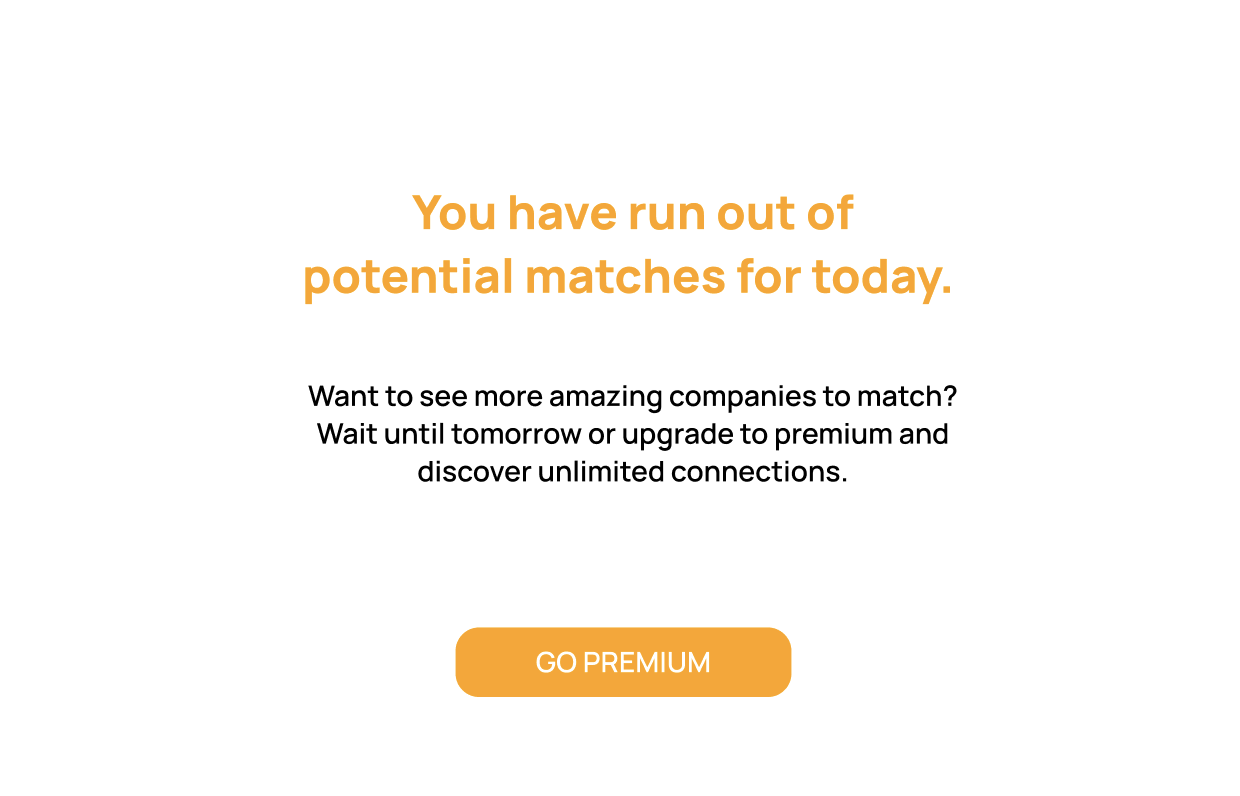 You have run out of
potential matches for today.
Want to see more amazing companies to match?
Wait until tomorrow or upgrade to premium and
discover unlimited connections.
GO PREMIUM